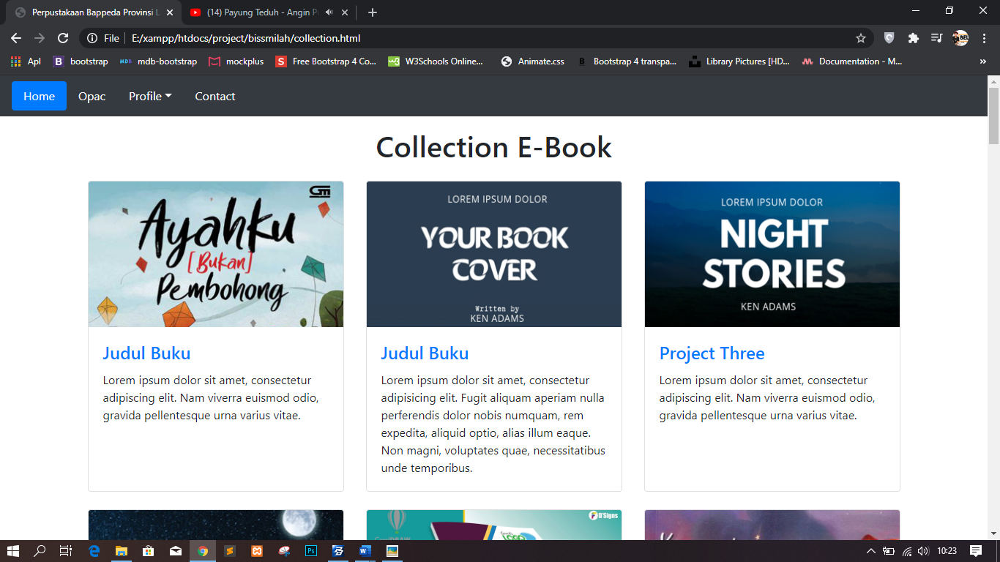 Perpustakaan Bappeda Provinsi L
(14) Payung Teduh - Angin P
File
E:/xampp/htdocs/project/bissmilah/collection.html
Apl
bootstrap
mdb-bootstrap
mockplus
Free Bootstrap 4 Co...
W3Schools Online...
Animate.css
Bootstrap 4 transpa...
Library Pictures [HD...
Documentation - M...
»
Home
Opac
Profile
Contact
Collection E-Book
GM
Ayahku
[Bukan]
Pembohong
LOREM IPSUM DOLOR
YOUR BOOK
COVER
Written by
KEN ADAMS
LOREM IPSUM DOLOR
NIGHT
STORIES
KEN ADAMS
Judul Buku
Lorem ipsum dolor sit amet, consectetur
adipiscing elit. Nam viverra euismod odio,
gravida pellentesque urna varius vitae.
Judul Buku
Lorem ipsum dolor sit amet, consectetur
adipisicing elit. Fugit aliquam aperiam nulla
perferendis dolor nobis numquam, rem
expedita, aliquid optio, alias illum eaque.
Non magni, voluptates quae, necessitatibus
unde temporibus.
Project Three
Lorem ipsum dolor sit amet, consectetur
adipiscing elit. Nam viverra euismod odio,
gravida pellentesque urna varius vitae.
D'Signs
10:23